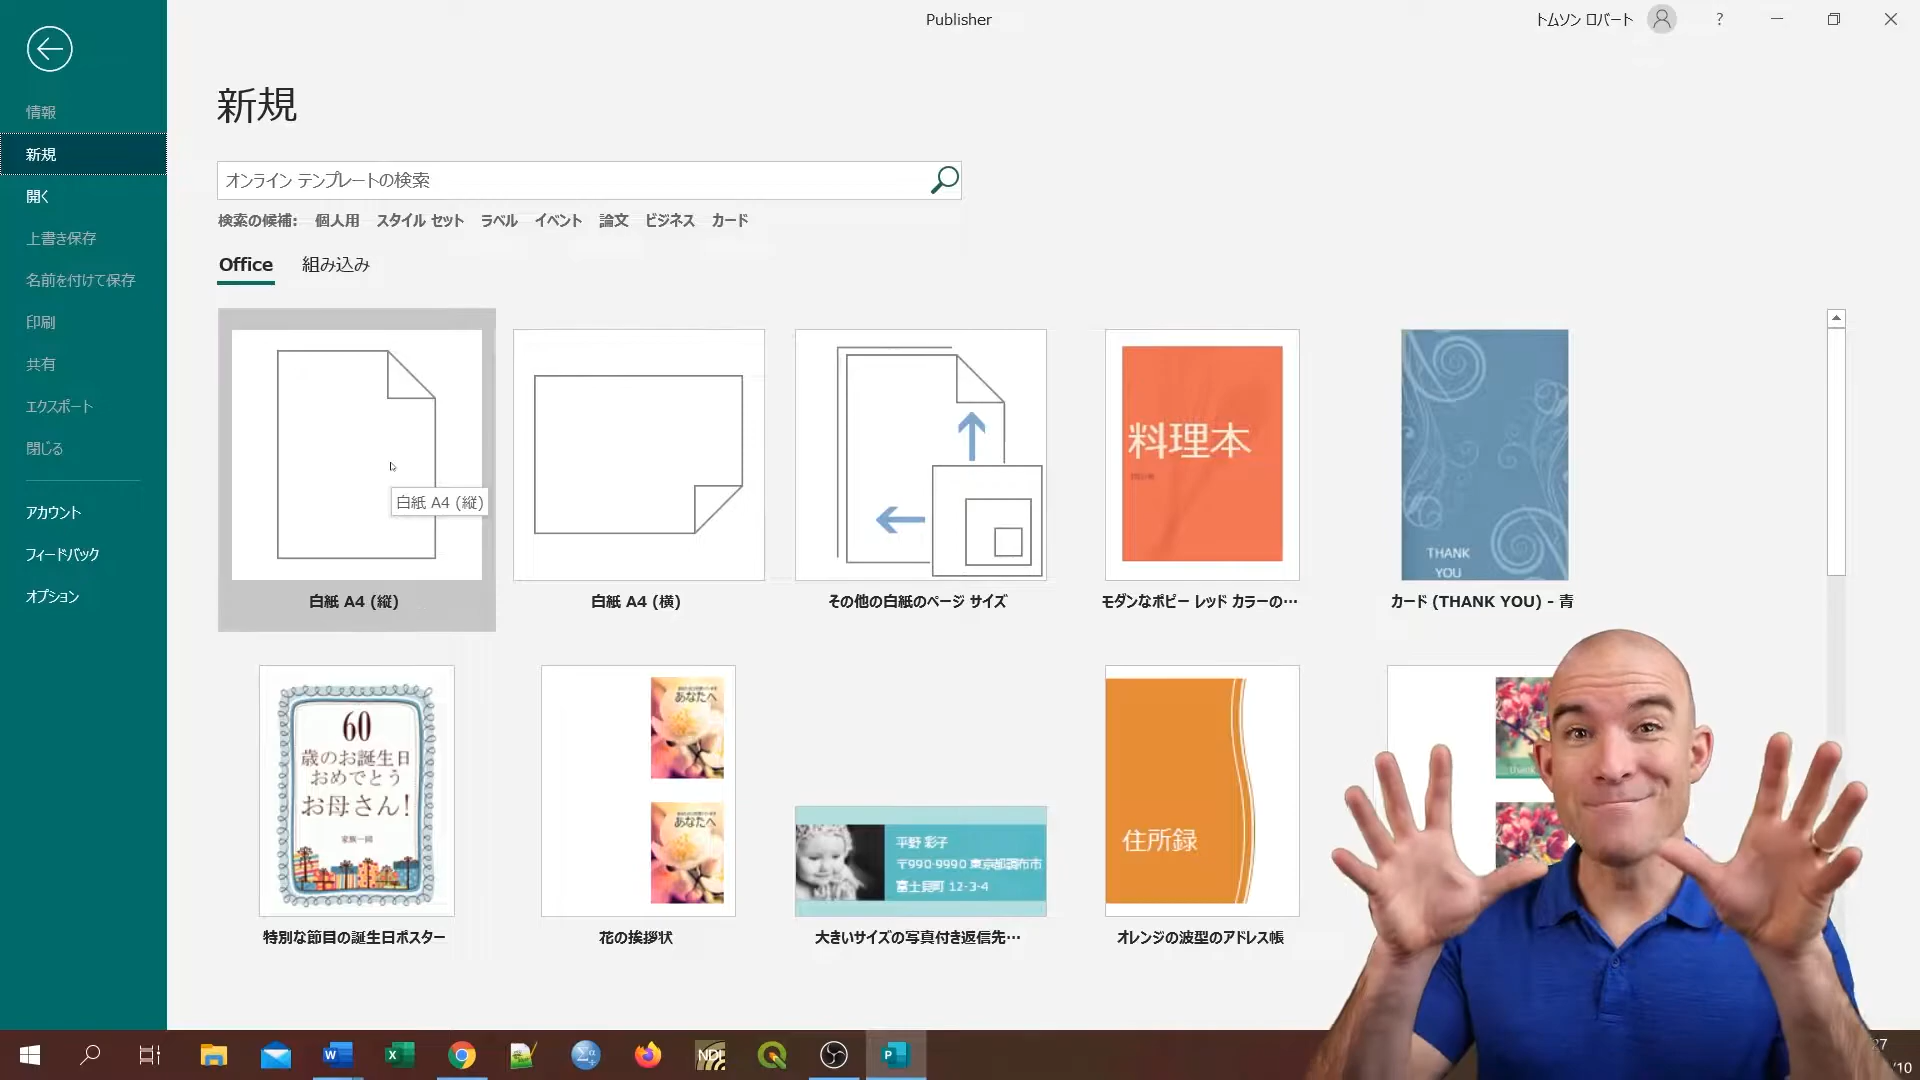 Publisher
トムソン ロバート
?
情報
新規
開く
上書き保存
名前を付けて保存
印刷
共有
エクスポート
閉じる
アカウント
フィードバック
オプション
新規
オンライン テンプレートの検索
検索の候補: 個人用 スタイル セット ラベル イベント 論文 ビジネス カード
Office 組み込み
白紙 A4 (縦)
料理本
THANK
YOU
白紙 A4 (縦)
白紙 A4 (横)
その他の白紙のページ サイズ
モダンなポピー レッド カラーの…
カード (THANK YOU) - 青
60
歳のお誕生日
おめでとう
お母さん!
家族一同
あなたへ
あなたへ
平野 彩子
〒990-9990 東京都調布市
富士見町 12-3-4
住所録
特別な節目の誕生日ポスター
花の挨拶状
大きいサイズの写真付き返信先…
オレンジの波型のアドレス帳
NDL
27
/10